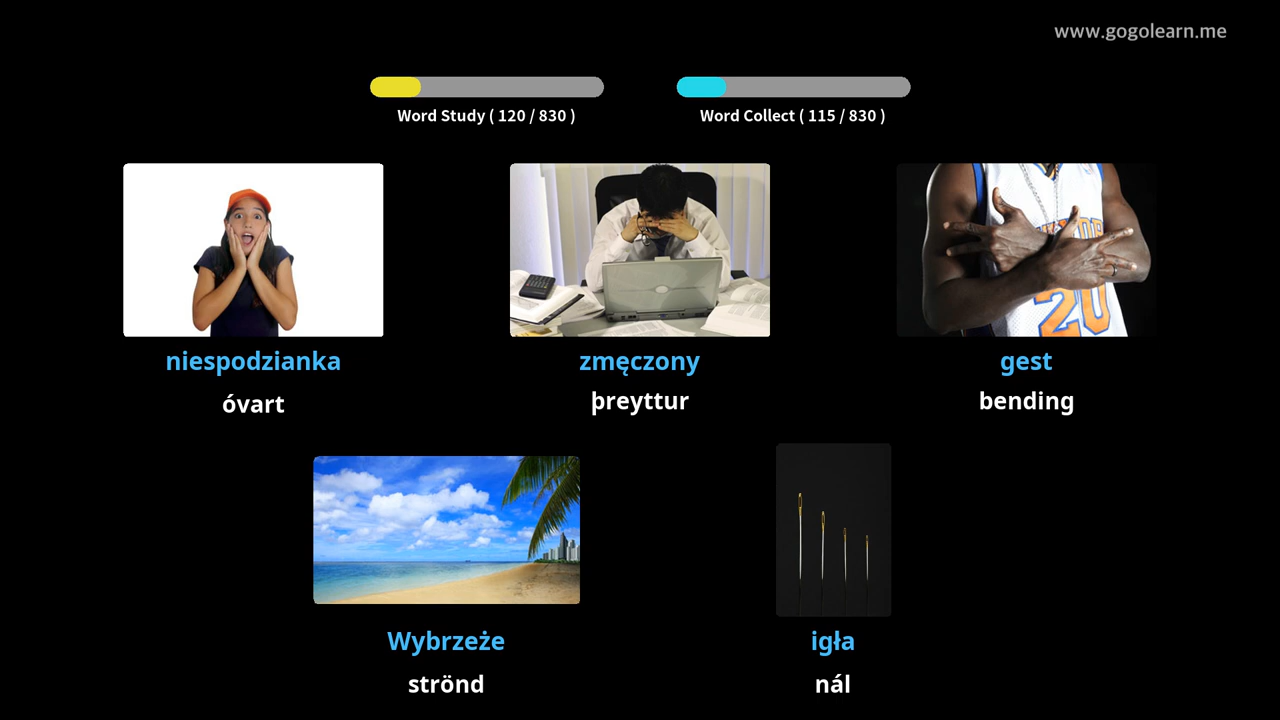 www.gogolearn.me
Word Study ( 120 / 830 )
Word Collect ( 115 / 830 )
niespodzianka
zmęczony
gest
óvart
þreyttur
bending
20
Wybrzeże
igła
strönd
nál